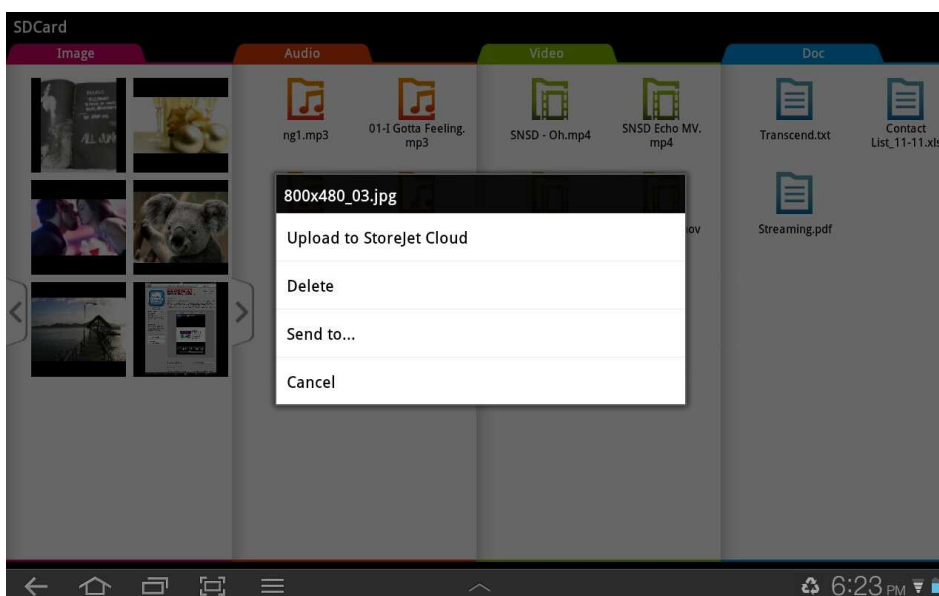 SDCard
Image
Audio
Video
Doc
ng1.mp3
01-I Gotta Feeling.
mp3
SNSD - Oh.mp4
SNSD Echo MV.
mp4
Transcend.txt
Contact
List_11-11.xls
ov
Streaming.pdf
800x480_03.jpg
Upload to StoreJet Cloud
Delete
Send to...
Cancel
6:23 PM